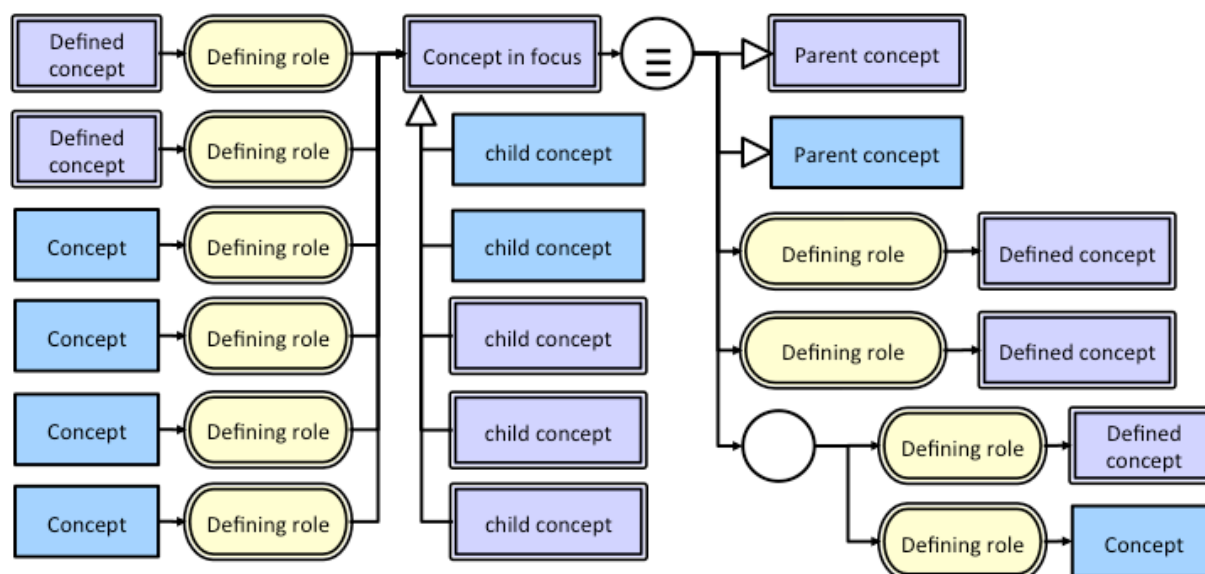 Defined
concept
Defining role
Concept in focus
☰
Parent concept
Defined
concept
Defining role
child concept
Parent concept
Concept
Defining role
child concept
Defining role
Defined concept
Concept
Defining role
child concept
Defining role
Defined concept
Concept
Defining role
child concept
Defining role
Defined
concept
Concept
Defining role
child concept
Defining role
Concept